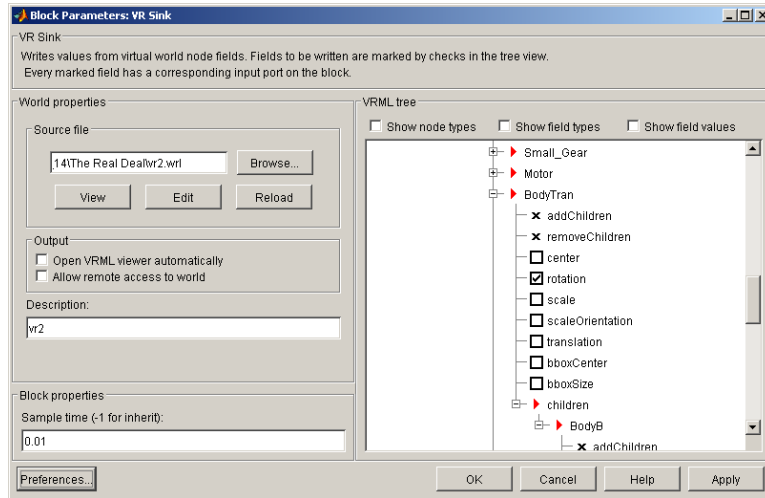 Block Parameters: VR Sink
VR Sink
Writes values from virtual world node fields. Fields to be written are marked by checks in the tree view.
Every marked field has a corresponding input port on the block.
World properties
Source file
.14\The Real Deal\vr2.wrl
Browse...
View
Edit
Reload
Output
Open VRML viewer automatically
Allow remote access to world
Description:
vr2
Block properties
Sample time (-1 for inherit):
0.01
VRML tree
Show node types
Show field types
Show field values
Small_Gear
Motor
BodyTran
addChildren
removeChildren
center
rotation
scale
scaleOrientation
translation
bboxCenter
bboxSize
children
BodyB
addChildren
Preferences...
OK
Cancel
Help
Apply